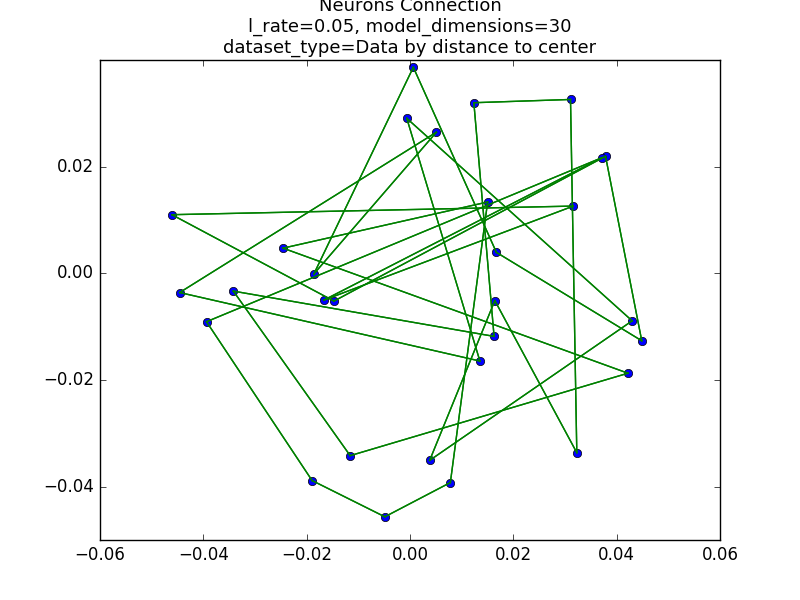 Neurons Connection
l_rate=0.05, model_dimensions=30
dataset_type=Data by distance to center
0.02
0.00
−0.02
−0.04
−0.06 −0.04 −0.02 0.00 0.02 0.04 0.06